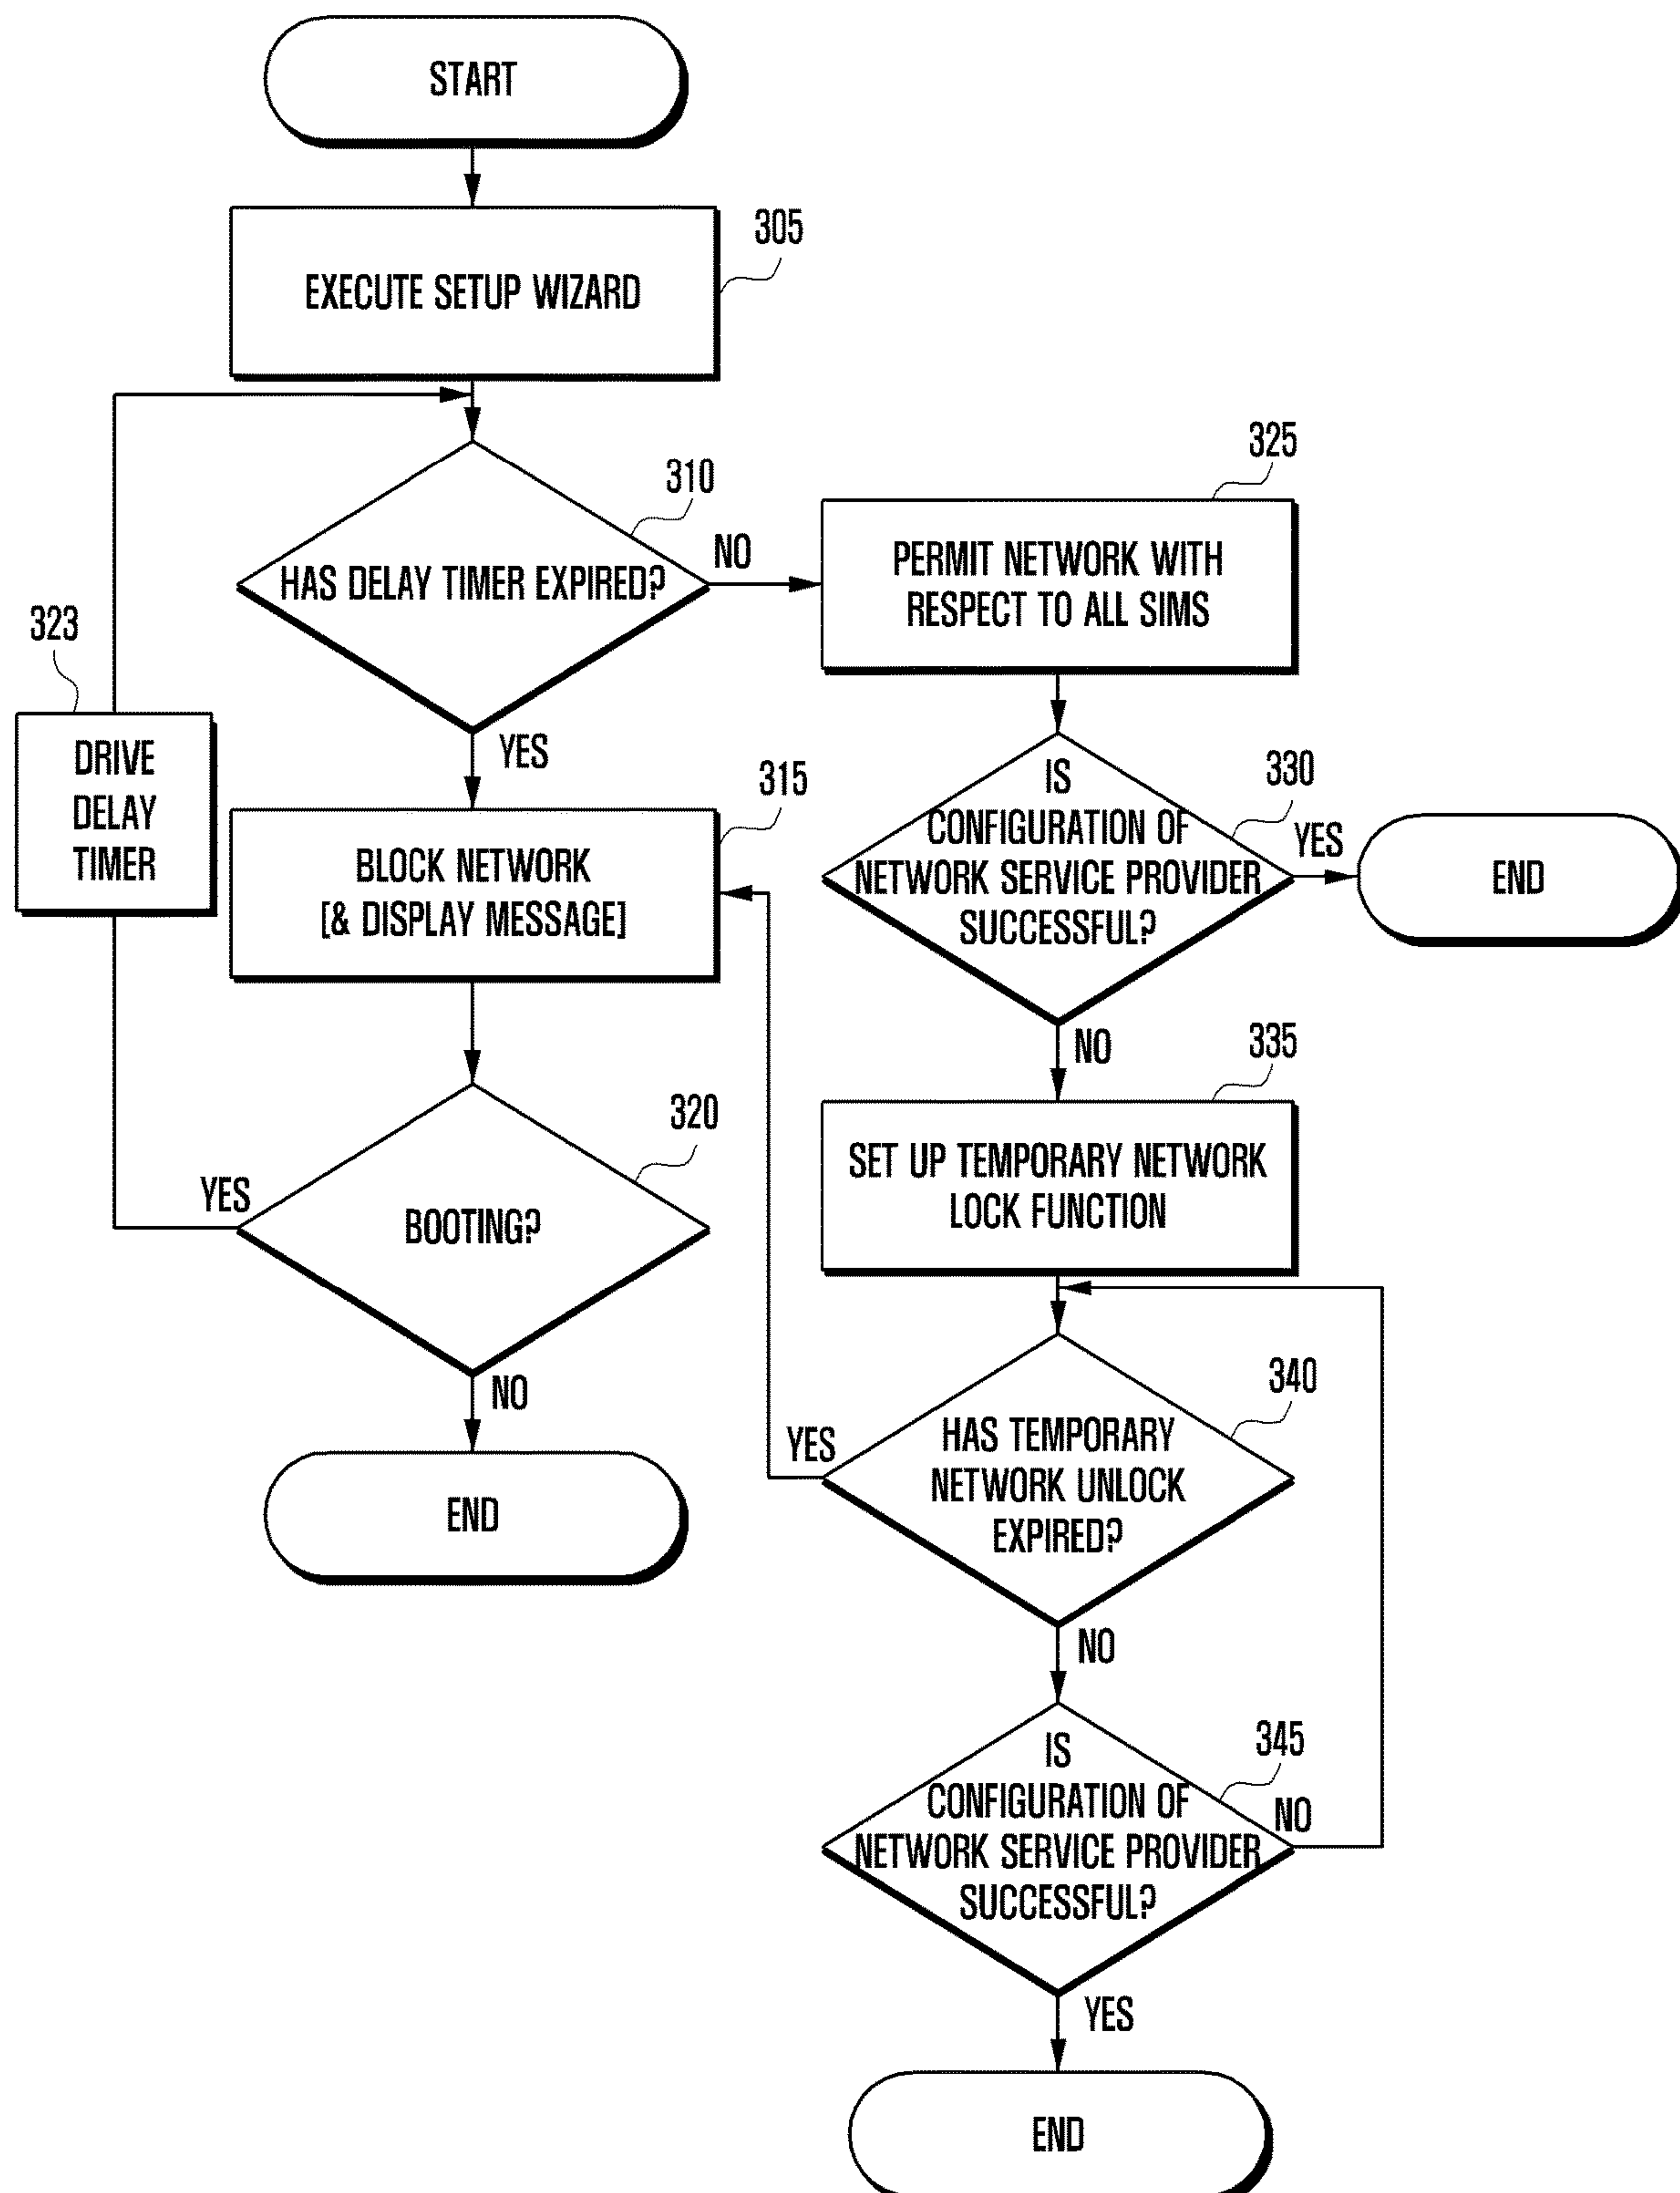 START
305
EXECUTE SETUP WIZARD
310
HAS DELAY TIMER EXPIRED?
NO
YES
323
DRIVE
DELAY
TIMER
315
BLOCK NETWORK
[& DISPLAY MESSAGE]
320
BOOTING?
YES
NO
END
325
PERMIT NETWORK WITH
RESPECT TO ALL SIMS
330
IS
CONFIGURATION OF
NETWORK SERVICE PROVIDER
SUCCESSFUL?
YES
END
NO
335
SET UP TEMPORARY NETWORK
LOCK FUNCTION
340
HAS TEMPORARY
NETWORK UNLOCK
EXPIRED?
YES
NO
345
IS
CONFIGURATION OF
NETWORK SERVICE PROVIDER
SUCCESSFUL?
NO
YES
END